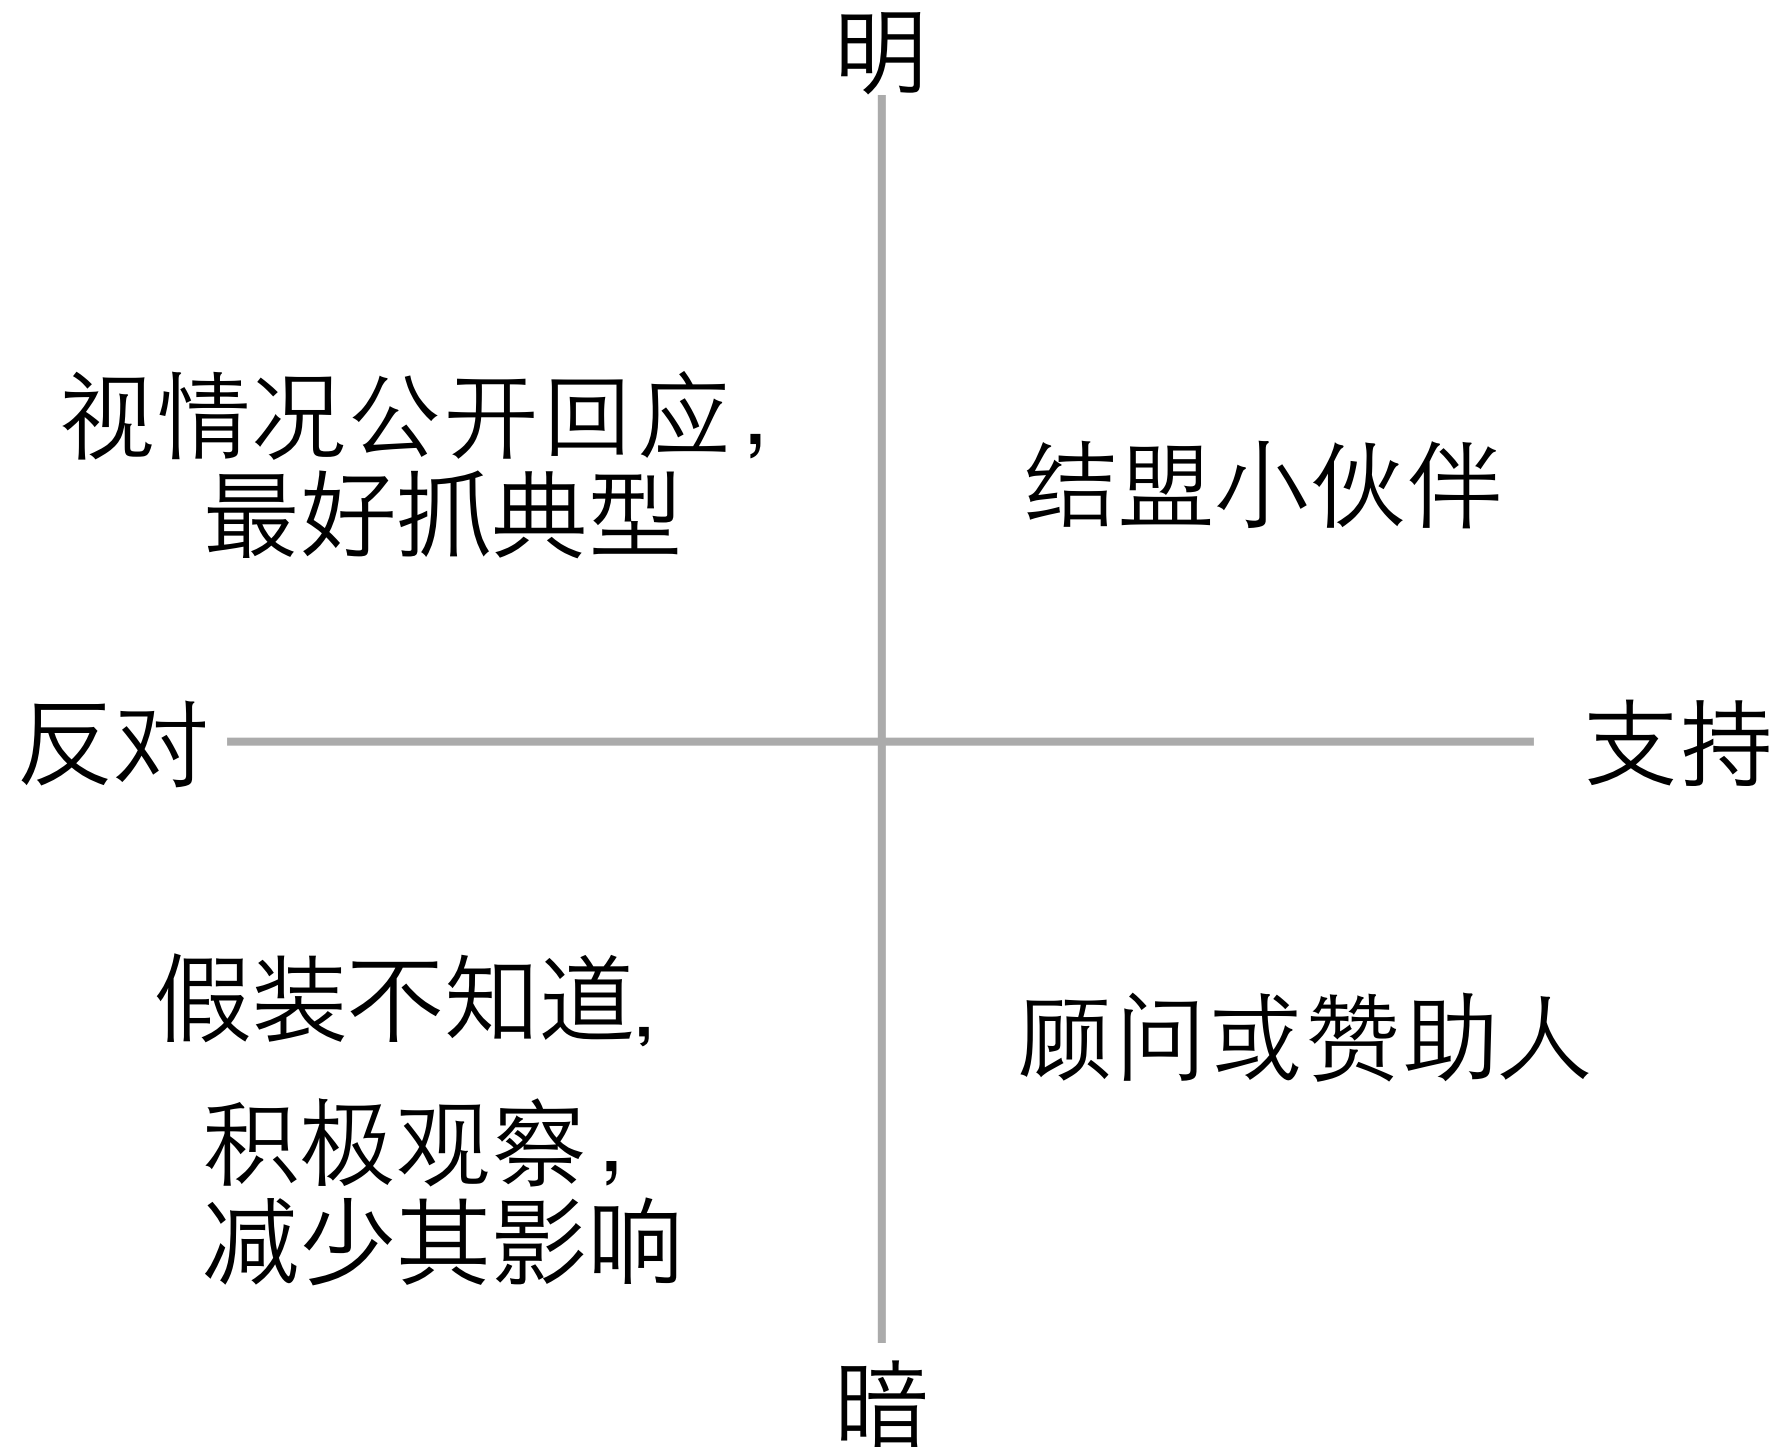 明
视情况公开回应，
最好抓典型
结盟小伙伴
反对
支持
假装不知道,
积极观察，
减少其影响
顾问或赞助人
暗